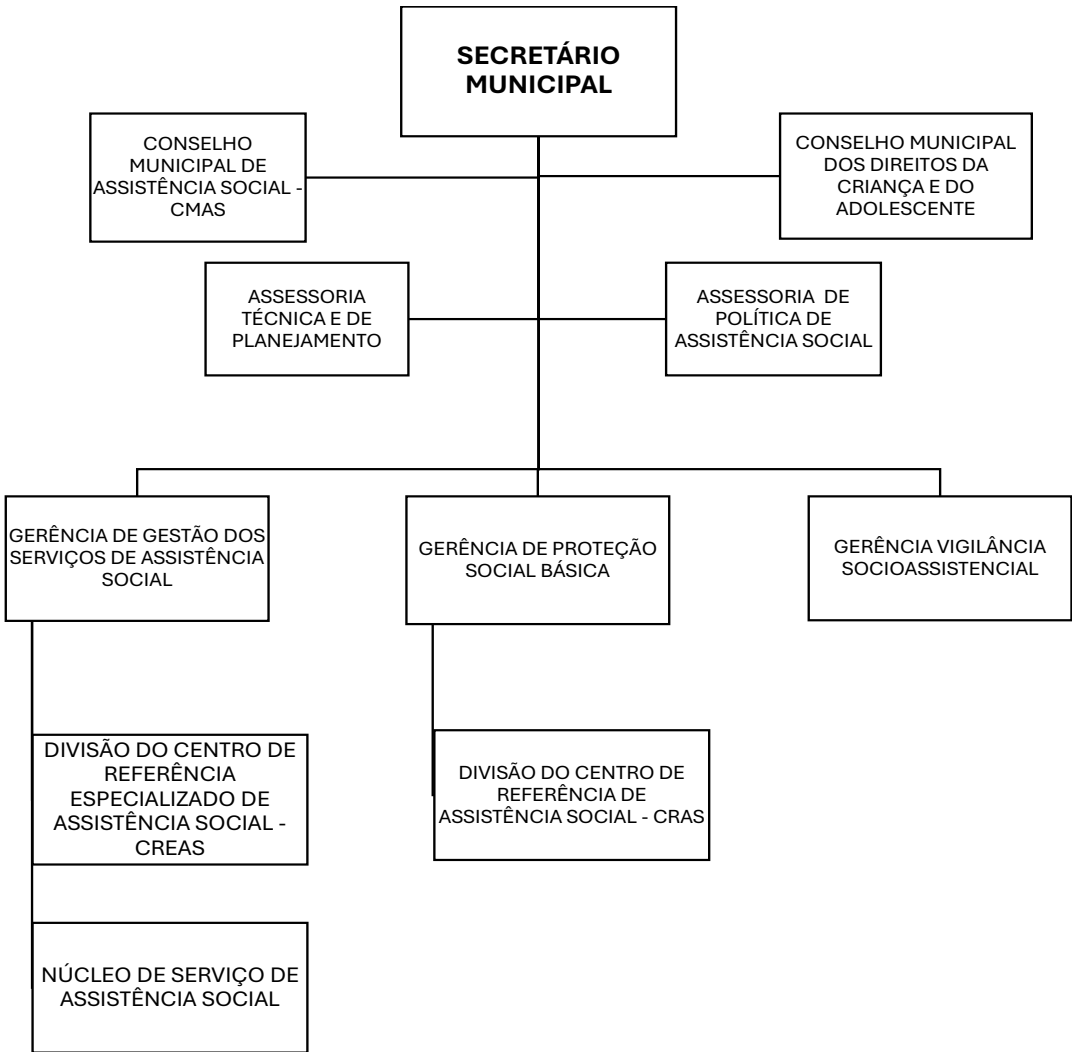 SECRETÁRIO
MUNICIPAL
CONSELHO
MUNICIPAL DE
ASSISTÊNCIA SOCIAL -
CMAS
CONSELHO MUNICIPAL
DOS DIREITOS DA
CRIANÇA E DO
ADOLESCENTE
ASSESSORIA
TÉCNICA E DE
PLANEJAMENTO
ASSESSORIA  DE
POLÍTICA DE
ASSISTÊNCIA SOCIAL
GERÊNCIA DE GESTÃO DOS
SERVIÇOS DE ASSISTÊNCIA
SOCIAL
GERÊNCIA DE PROTEÇÃO
SOCIAL BÁSICA
GERÊNCIA VIGILÂNCIA
SOCIOASSISTENCIAL
DIVISÃO DO CENTRO DE
REFERÊNCIA
ESPECIALIZADO DE
ASSISTÊNCIA SOCIAL -
CREAS
DIVISÃO DO CENTRO DE
REFERÊNCIA DE
ASSISTÊNCIA SOCIAL - CRAS
NÚCLEO DE SERVIÇO DE
ASSISTÊNCIA SOCIAL